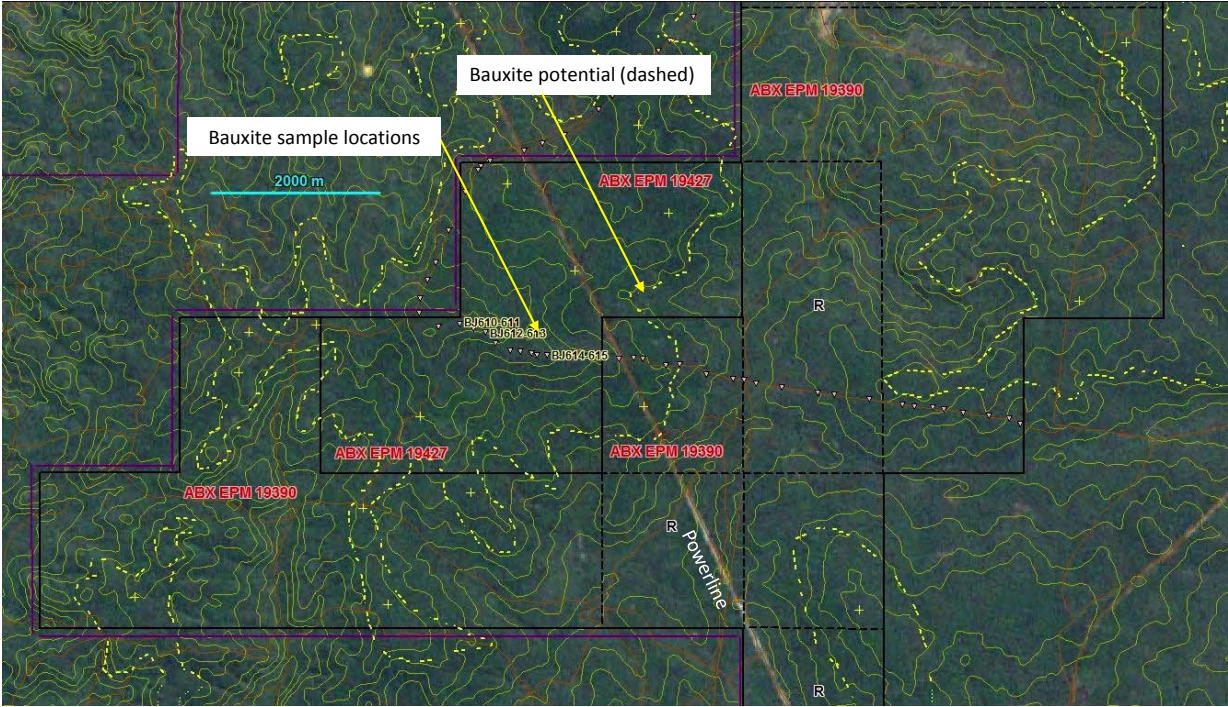 Bauxite potential (dashed)
ABX EPM 19390
Bauxite sample locations
2000 m
ABX EPM 19427
R
BJ610-611
BJ612-613
BJ614-615
ABX EPM 19427
ABX EPM 19390
ABX EPM 19390
R
Powerline
R